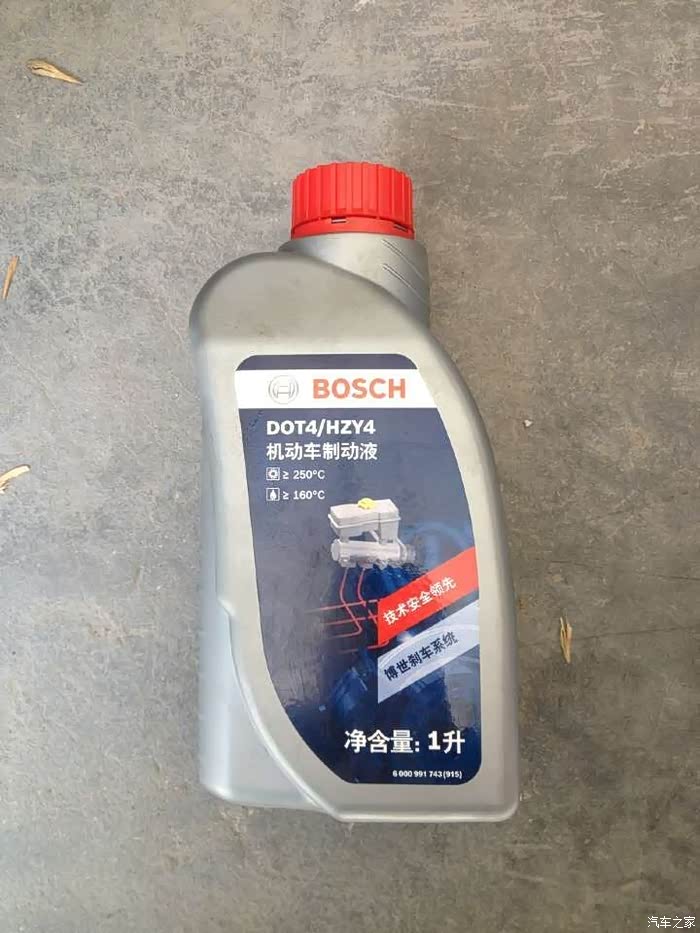 BOSCH
DOT4/HZY4
机动车制动液
≥ 250°C
≥ 160°C
技术安全领先
博世刹车系统
净含量: 1升
6 000 991 743 (915)
汽车之家